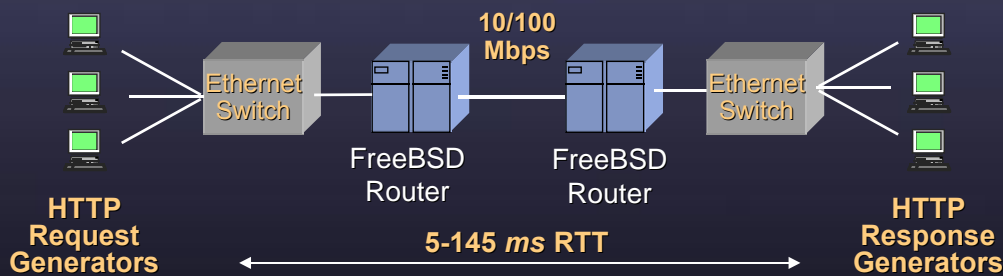 10/100
Mbps
Ethernet
Switch
Ethernet
Switch
FreeBSD
Router
FreeBSD
Router
HTTP
Request
Generators
5-145 ms RTT
HTTP
Response
Generators